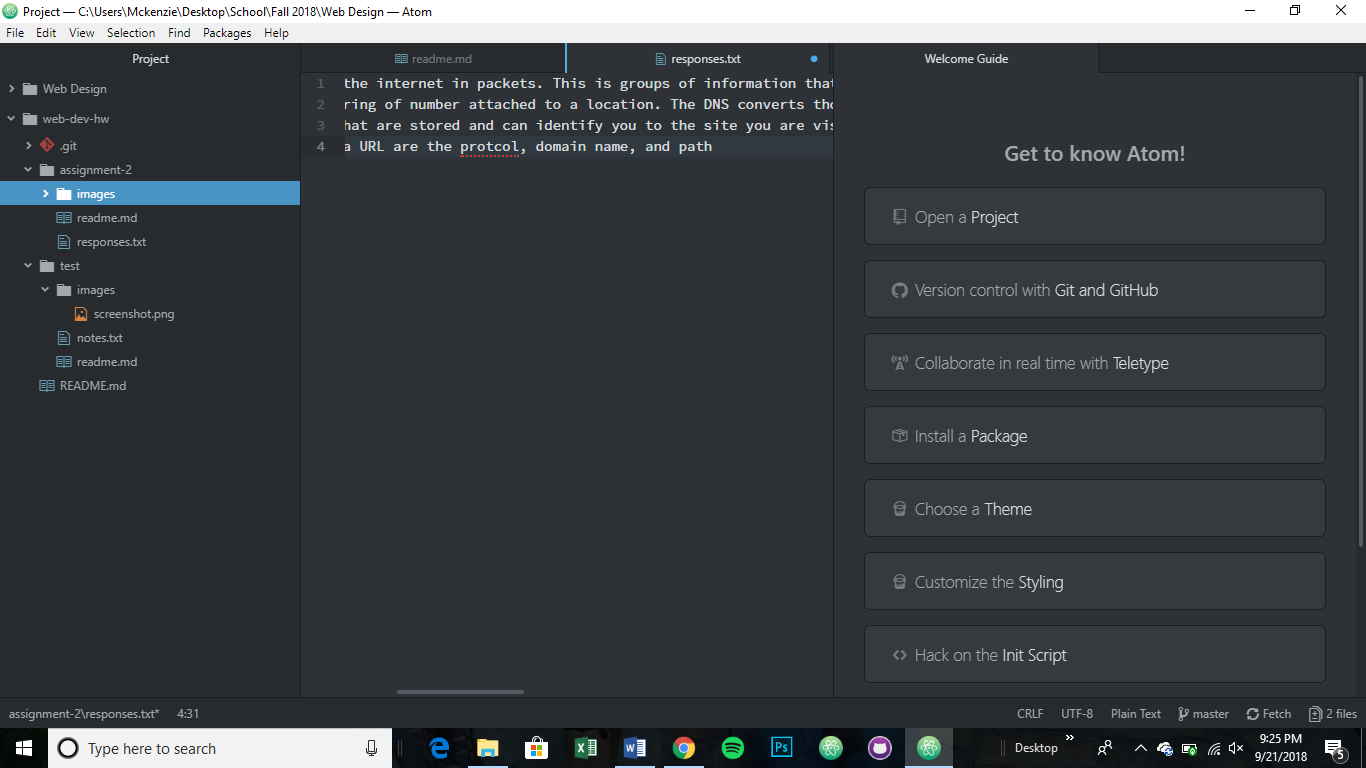 Project — C:\Users\Mckenzie\Desktop\School\Fall 2018\Web Design — Atom
File Edit View Selection Find Packages Help
Project
Web Design
web-dev-hw
.git
assignment-2
images
readme.md
responses.txt
test
images
screenshot.png
notes.txt
readme.md
README.md
readme.md
responses.txt
Welcome Guide
1 the internet in packets. This is groups of information that
2 ring of number attached to a location. The DNS converts tho
3 hat are stored and can identify you to the site you are vis
4 a URL are the protcol, domain name, and path
Get to know Atom!
Open a Project
Version control with Git and GitHub
Collaborate in real time with Teletype
Install a Package
Choose a Theme
Customize the Styling
Hack on the Init Script
assignment-2\responses.txt* 4:31 CRLF UTF-8 Plain Text master Fetch 2 files
Type here to search
Ps
Desktop
9:25 PM
9/21/2018
5